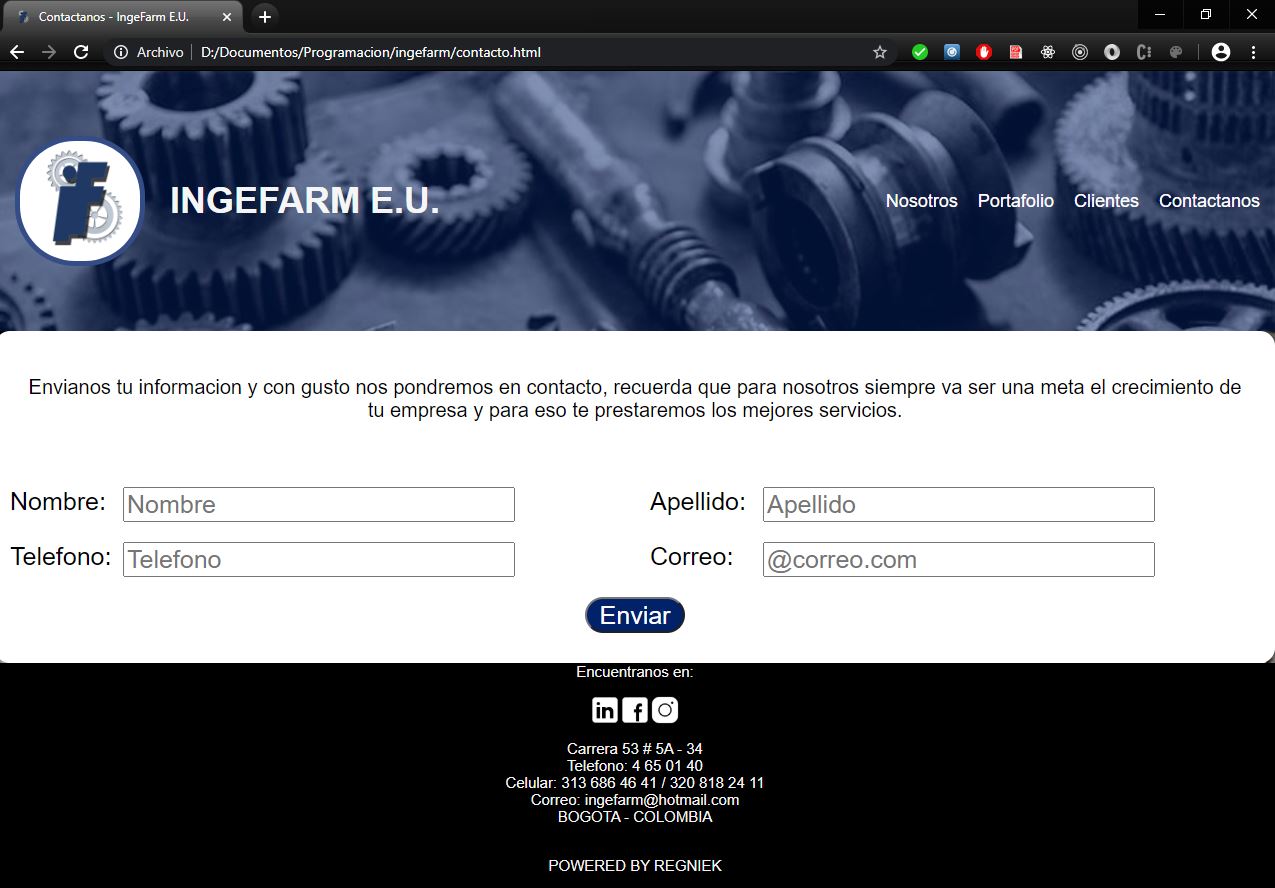 Contactanos - IngeFarm E.U.
Archivo D:/Documentos/Programacion/ingefarm/contacto.html
INGEFARM E.U.
Nosotros Portafolio Clientes Contactanos
Envianos tu informacion y con gusto nos pondremos en contacto, recuerda que para nosotros siempre va ser una meta el crecimiento de
tu empresa y para eso te prestaremos los mejores servicios.
Nombre: Nombre Apellido: Apellido
Telefono: Telefono Correo: @correo.com
Enviar
Encuentranos en:
Carrera 53 # 5A - 34
Telefono: 4 65 01 40
Celular: 313 686 46 41 / 320 818 24 11
Correo: ingefarm@hotmail.com
BOGOTA - COLOMBIA
POWERED BY REGNIEK